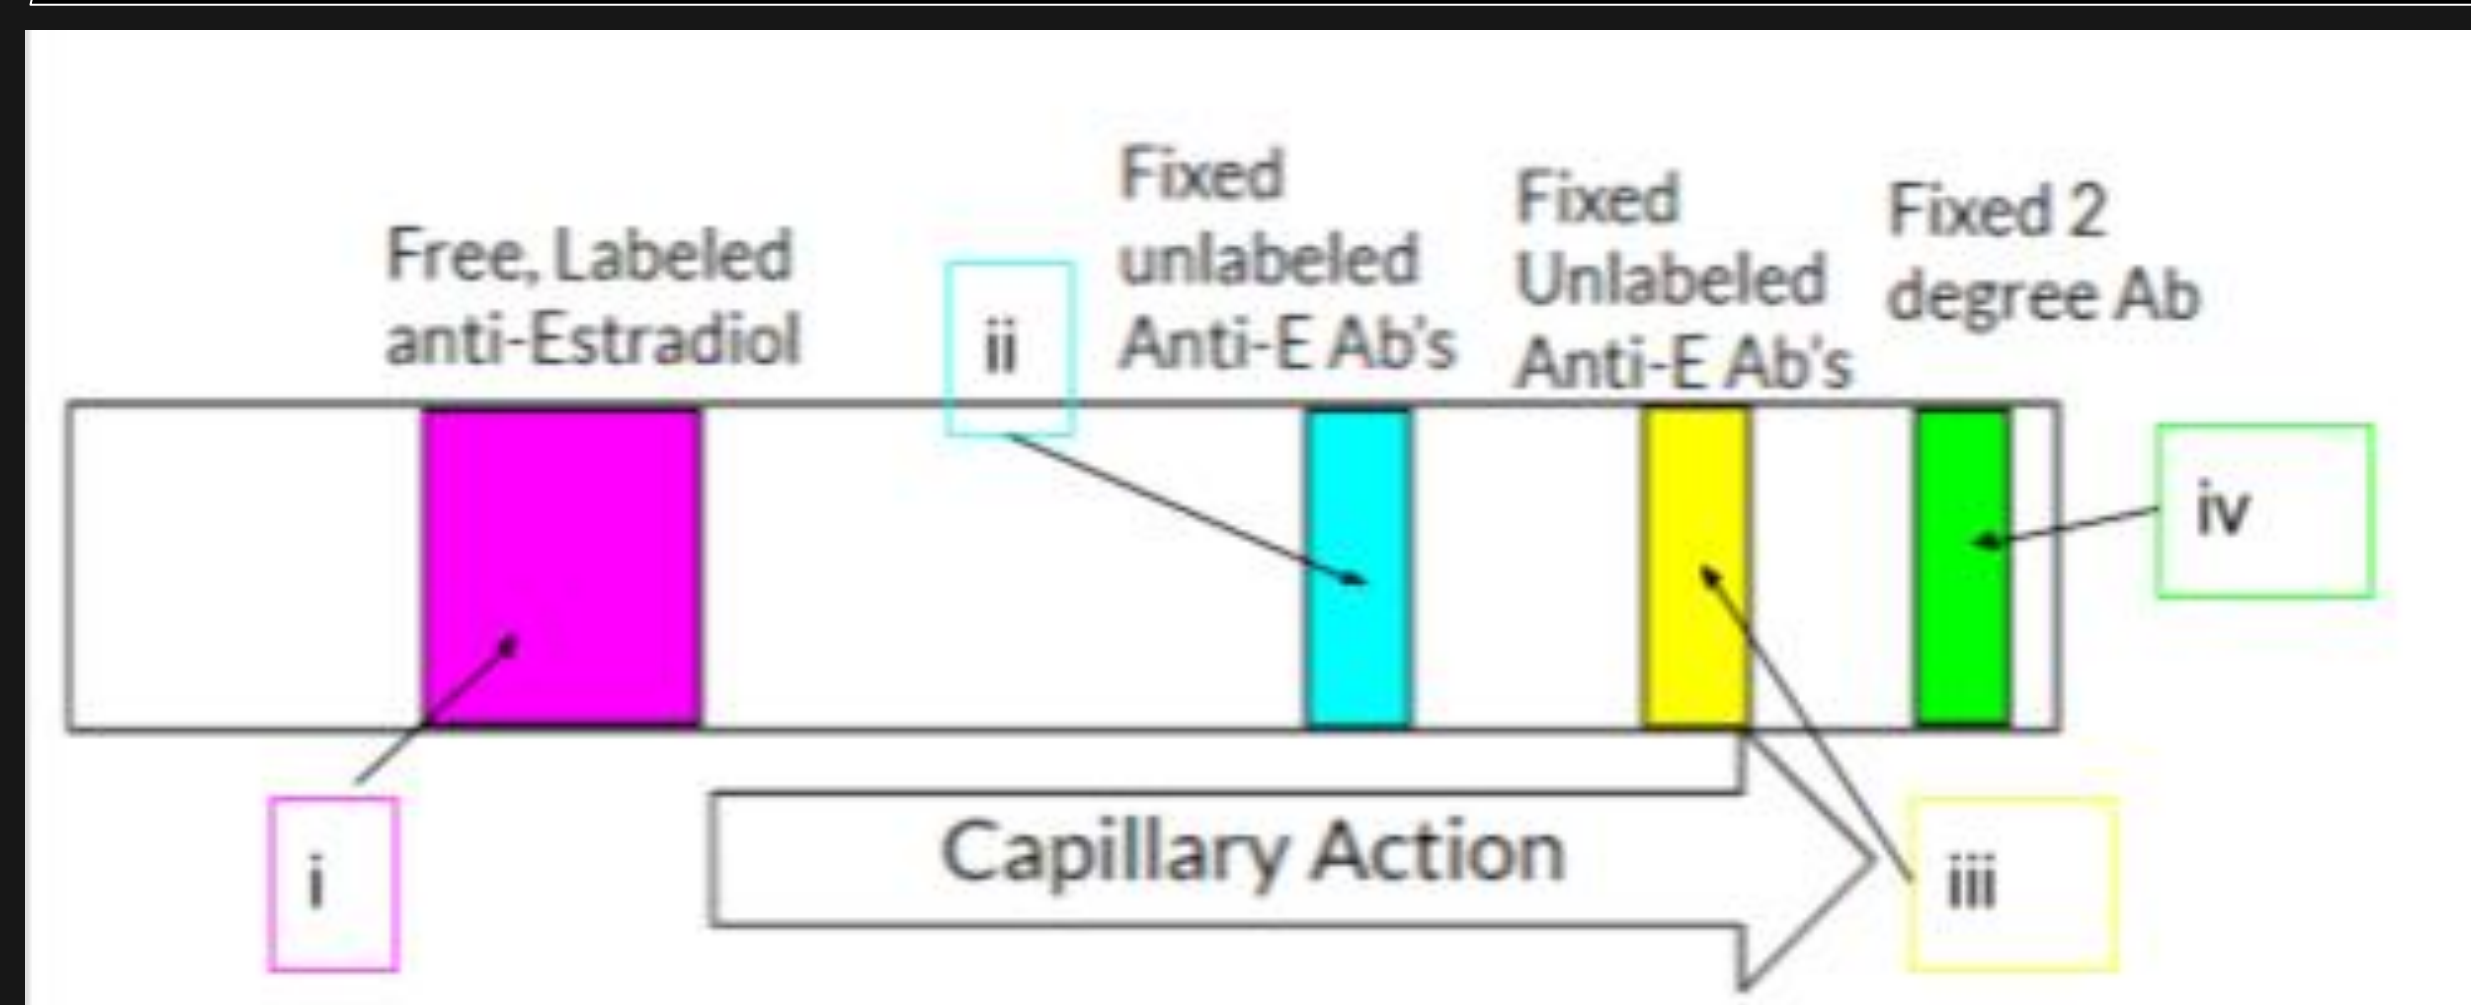 Free, Labeled
anti-Estradiol
ii
Fixed
unlabeled
Anti-E Ab's
Fixed
Unlabeled
Anti-E Ab's
Fixed 2
degree Ab
iv
i
Capillary Action
iii